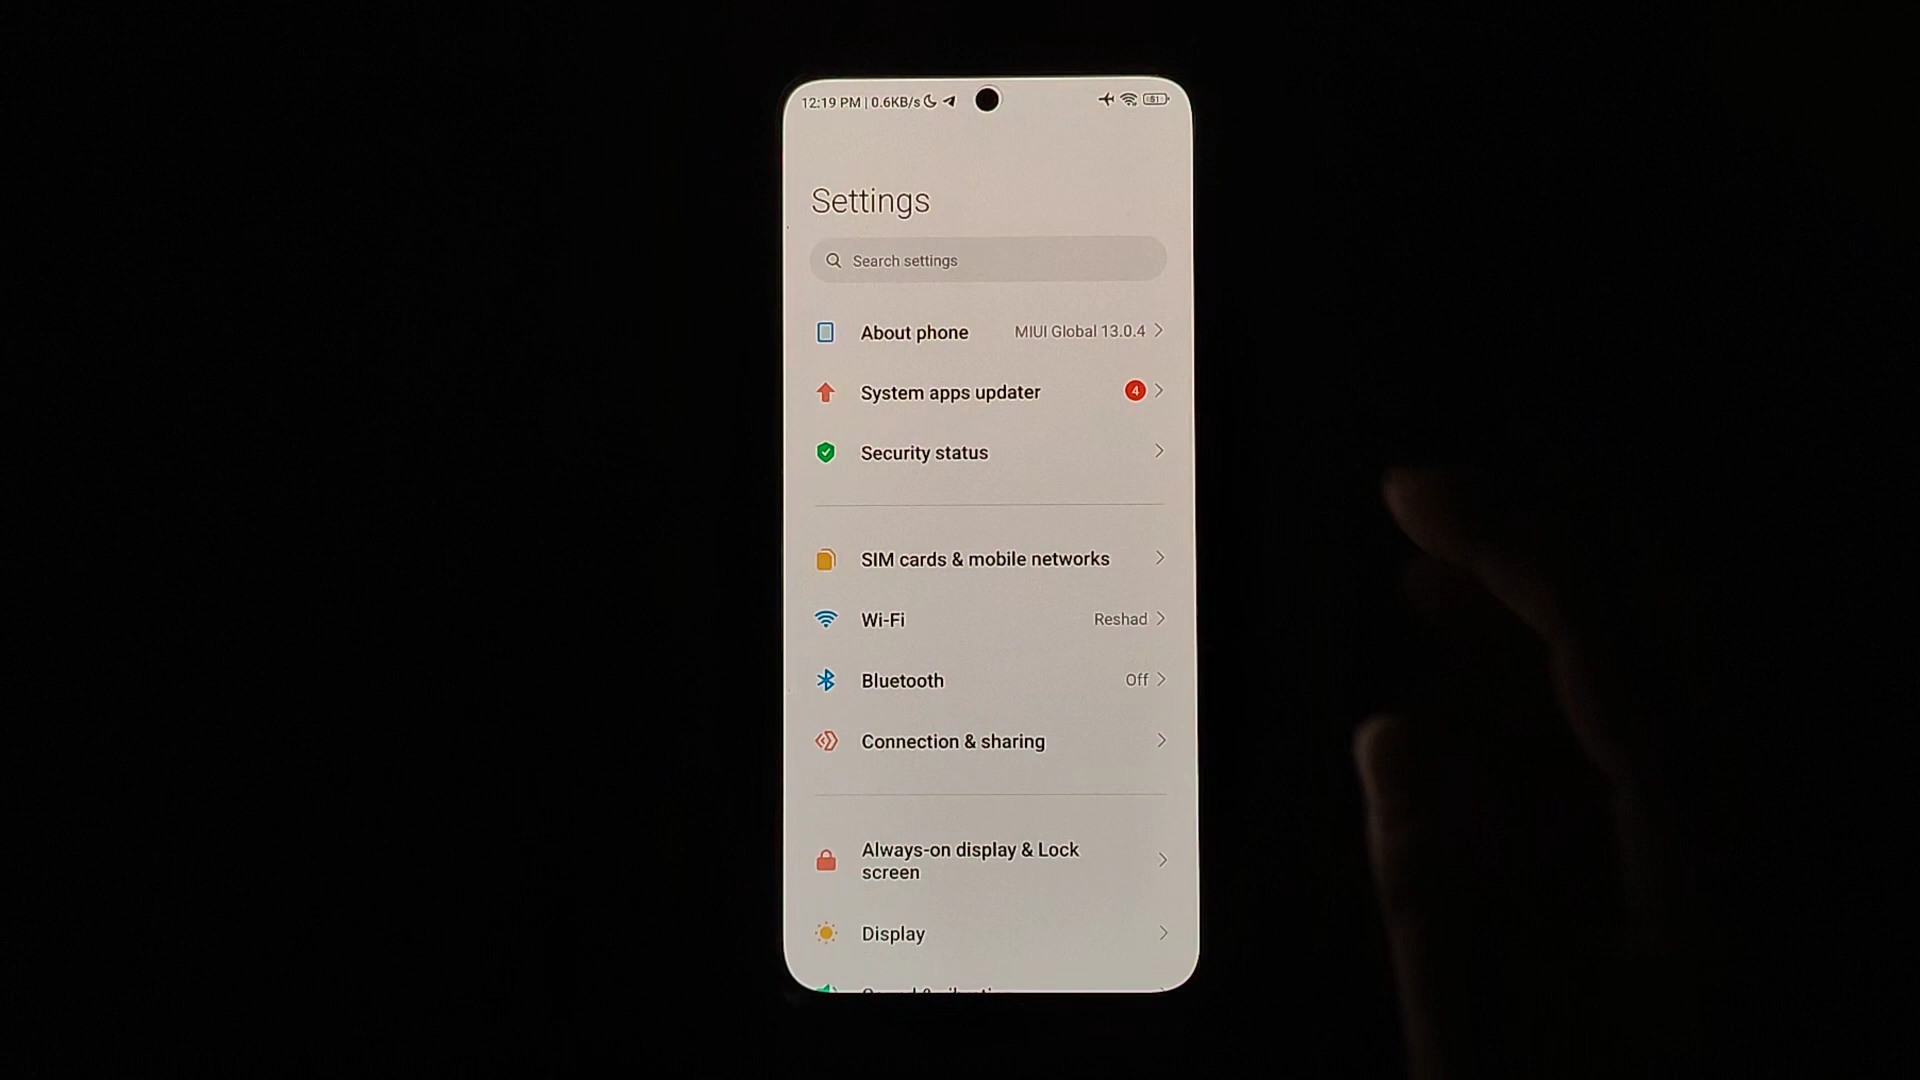 12:19 PM | 0.6KB/s
51
Settings
Search settings
About phone MIUI Global 13.0.4
System apps updater 4
Security status
SIM cards & mobile networks
Wi-Fi Reshad
Bluetooth Off
Connection & sharing
Always-on display & Lock
screen
Display